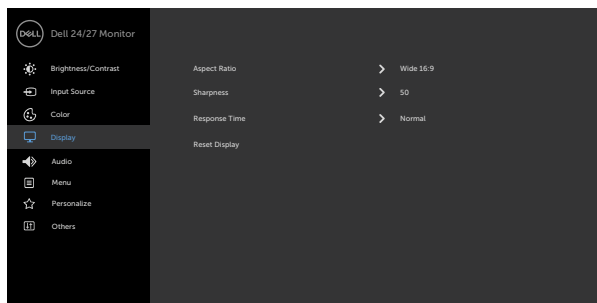 DELL Dell 24/27 Monitor
Brightness/Contrast
Aspect Ratio Wide 16:9
Input Source
Sharpness 50
Color
Response Time Normal
Display
Reset Display
Audio
Menu
Personalize
Others